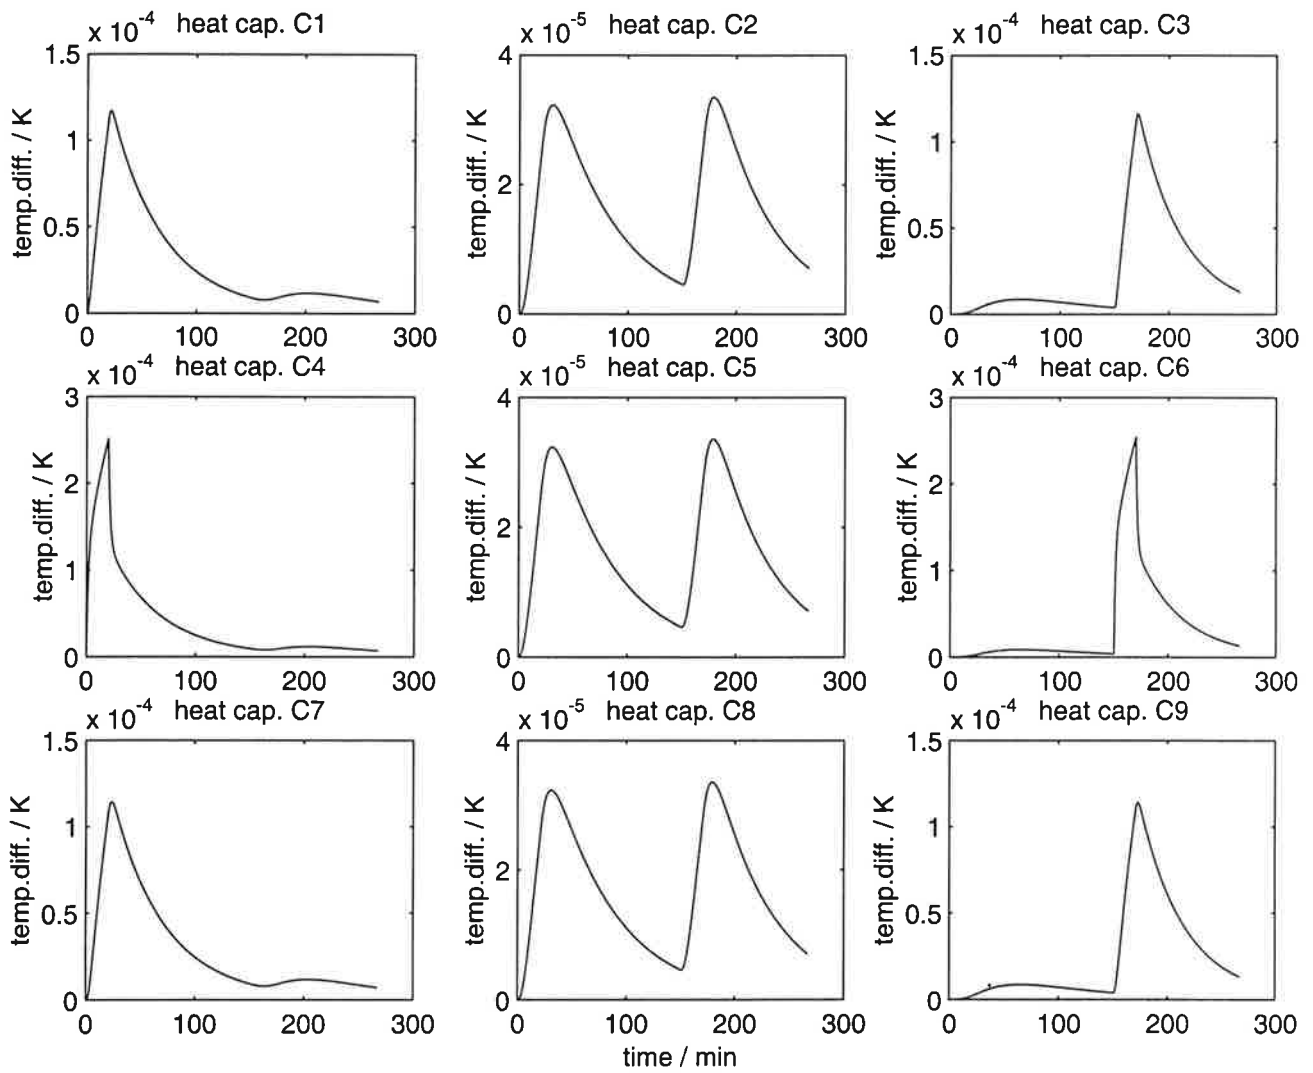 x 10^-4 heat cap. C1
x 10^-5 heat cap. C2
x 10^-4 heat cap. C3
1.5
1
0.5
0
temp.diff. / K
0 100 200 300
4
2
0
temp.diff. / K
0 100 200 300
1.5
1
0.5
0
temp.diff. / K
0 100 200 300
x 10^-4 heat cap. C4
x 10^-5 heat cap. C5
x 10^-4 heat cap. C6
3
2
1
0
temp.diff. / K
0 100 200 300
4
2
0
temp.diff. / K
0 100 200 300
3
2
1
0
temp.diff. / K
0 100 200 300
x 10^-4 heat cap. C7
x 10^-5 heat cap. C8
x 10^-4 heat cap. C9
1.5
1
0.5
0
temp.diff. / K
0 100 200 300
4
2
0
temp.diff. / K
0 100 200 300
1.5
1
0.5
0
temp.diff. / K
0 100 200 300
time / min